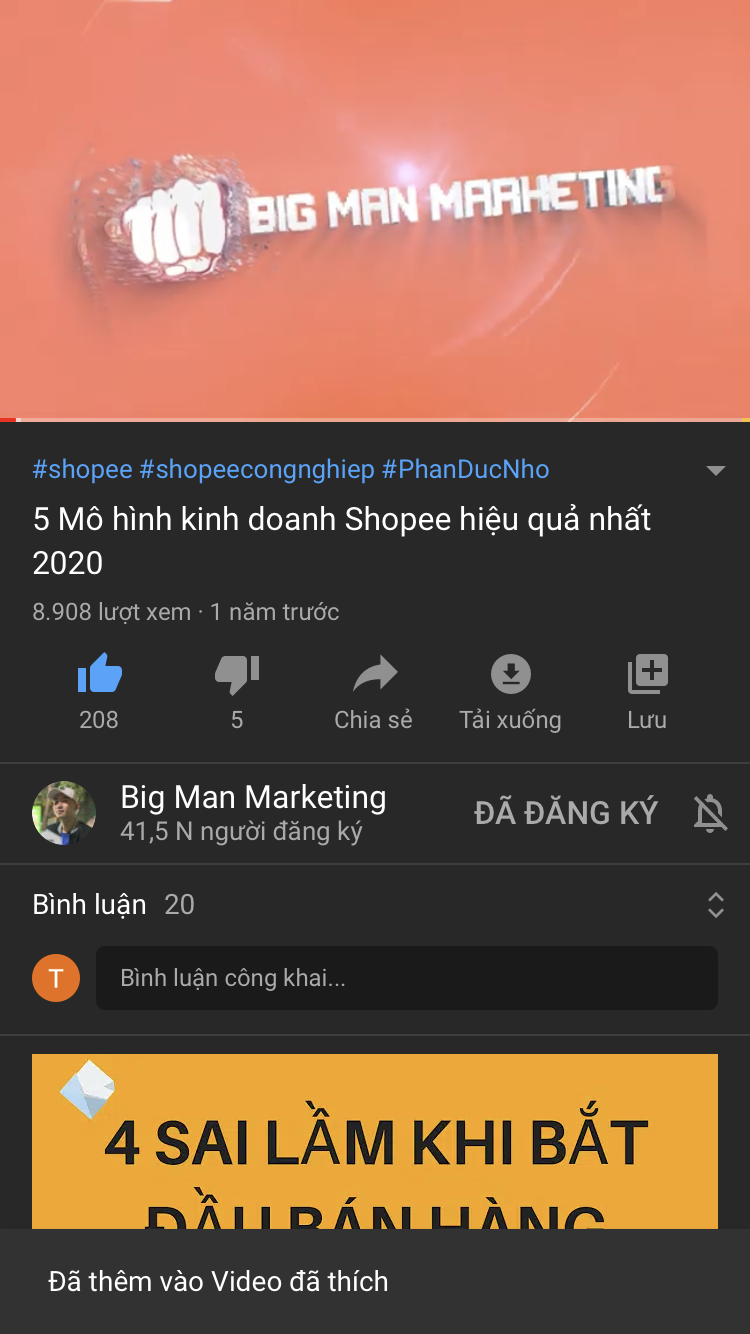 BIG MAN MARKETING
#shopee #shopeecongnghiep #PhanDucNho
5 Mô hình kinh doanh Shopee hiệu quả nhất
2020
8.908 lượt xem · 1 năm trước
208
5
Chia sẻ
Tải xuống
Lưu
Big Man Marketing
41,5 N người đăng ký
ĐÃ ĐĂNG KÝ
Bình luận 20
T
Bình luận công khai...
4 SAI LẦM KHI BẮT
ĐẦU BÁN HÀNG
Đã thêm vào Video đã thích